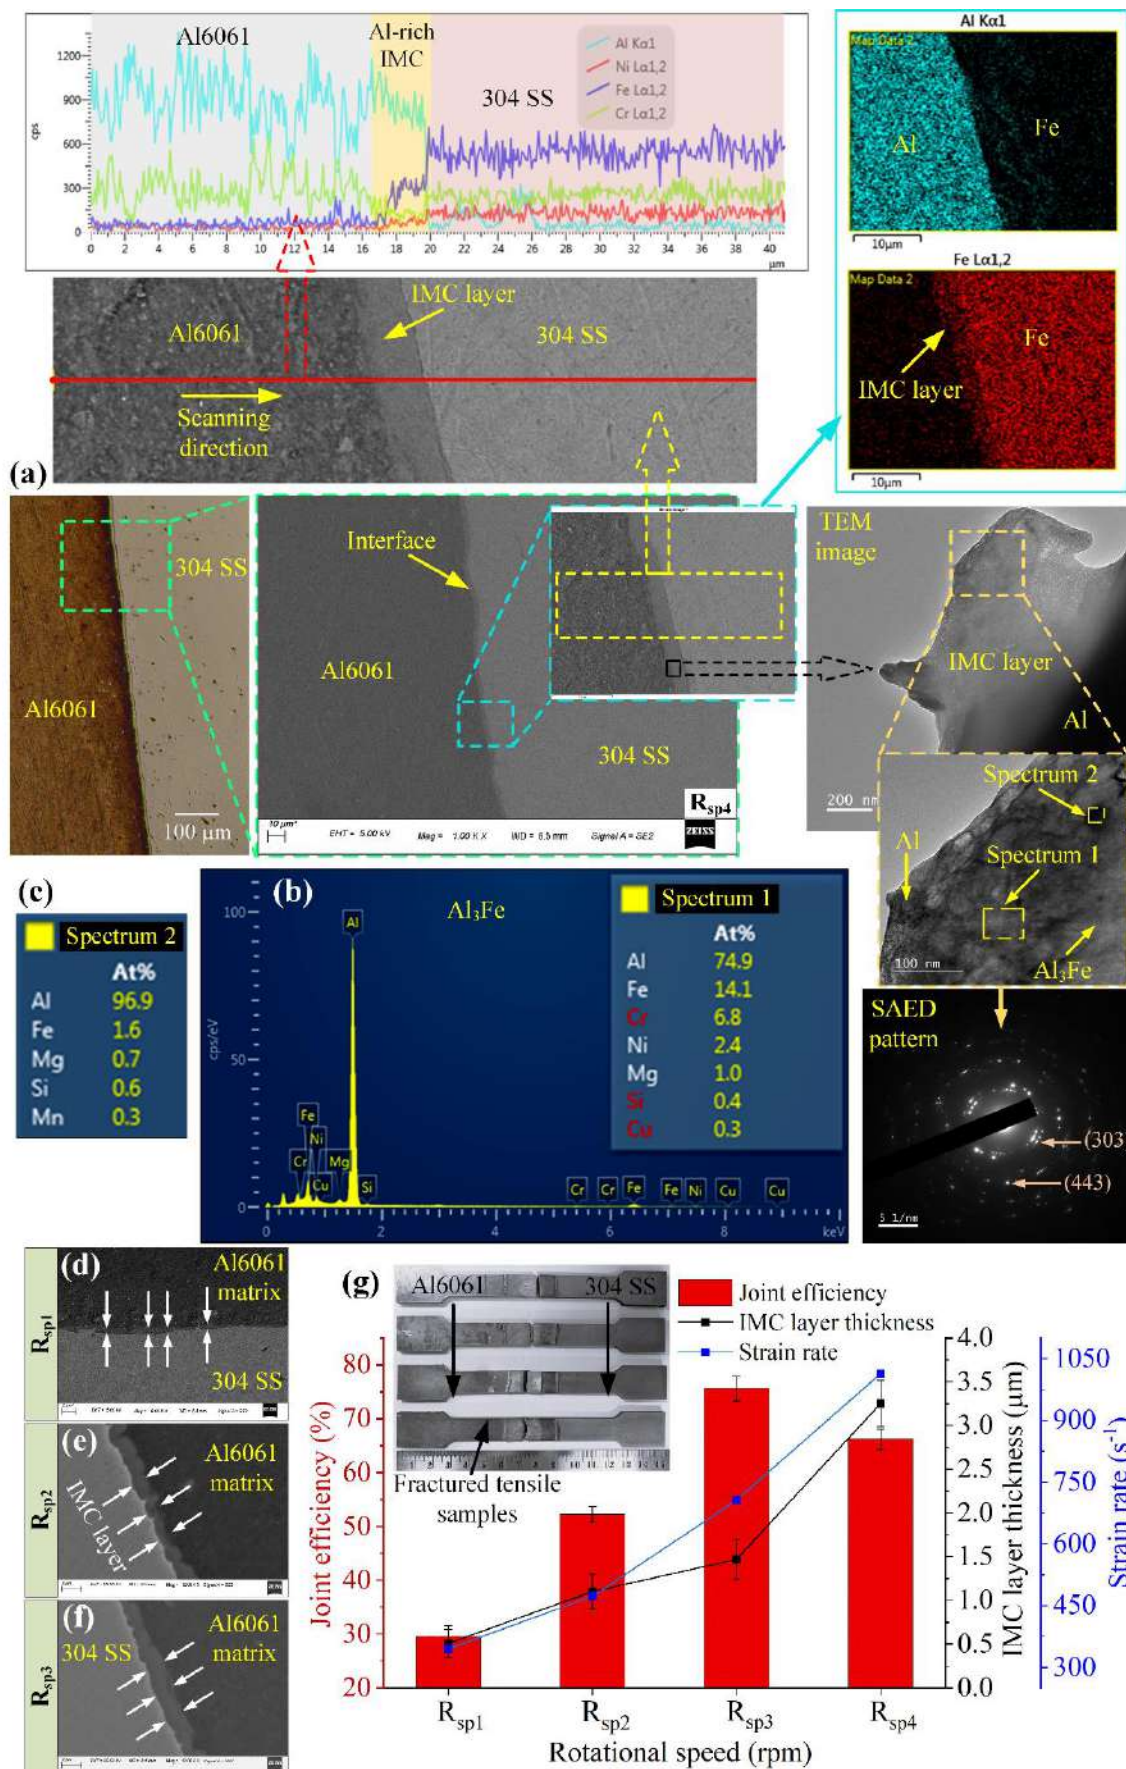 Al6061
Al-rich
IMC
304 SS
Al Kα1
Ni Lα1,2
Fe Lα1,2
Cr Lα1,2
cps
1200
900
600
300
0
0 2 4 6 8 10 12 14 16 18 20 22 24 26 28 30 32 34 36 38 40
µm
Al Kα1
Map Data 2
Al
Fe
10µm
Fe Lα1,2
Map Data 2
Fe
IMC layer
10µm
Al6061
IMC layer
304 SS
Scanning
direction
(a)
304 SS
Al6061
100 µm
Interface
Al6061
304 SS
Rsp4
10 µm
EHT = 5.00 kV
Mag = 1.00 K X
WD = 6.5 mm
Signal A = SE2
ZEISS
TEM
image
IMC layer
Al
200 nm
Spectrum 2
Al
Spectrum 1
100 nm
Al₃Fe
SAED
pattern
(303
(443)
5 1/nm
(c)
Spectrum 2
At%
Al 96.9
Fe 1.6
Mg 0.7
Si 0.6
Mn 0.3
(b)
Al₃Fe
cps/eV
100
50
0
Al
Fe
Ni
Cr
Cu
Mg
Si
Cr Cr Fe Fe Ni Cu Cu
0 2 4 6 8 keV
Spectrum 1
At%
Al 74.9
Fe 14.1
Cr 6.8
Ni 2.4
Mg 1.0
Si 0.4
Cu 0.3
Rsp1
(d)
Al6061
matrix
304 SS
Rsp2
(e)
Al6061
matrix
IMC layer
Rsp3
(f)
Al6061
matrix
304 SS
(g)
Al6061
304 SS
Fractured tensile
samples
Joint efficiency
IMC layer thickness
Strain rate
Joint efficiency (%)
80
75
70
65
60
55
50
45
40
35
30
25
20
IMC layer thickness (µm)
4.0
3.5
3.0
2.5
2.0
1.5
1.0
0.5
0.0
Strain rate (s⁻¹)
1050
900
750
600
450
300
Rsp1 Rsp2 Rsp3 Rsp4
Rotational speed (rpm)